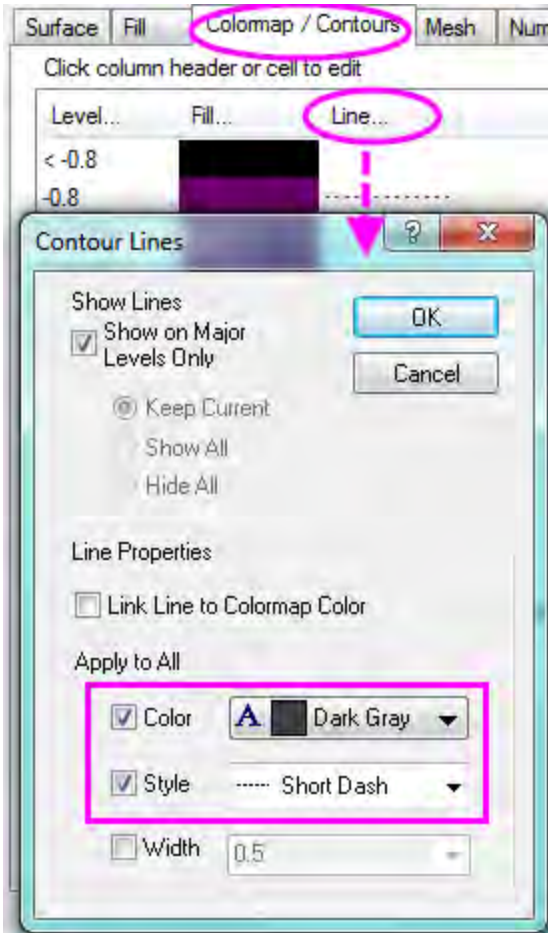 Surface Fill Colormap / Contours Mesh Num
Click column header or cell to edit
Level... Fill... Line...
< -0.8
-0.8
Contour Lines ?
Show Lines
Show on Major
Levels Only
OK
Cancel
Keep Current
Show All
Hide All
Line Properties
Link Line to Colormap Color
Apply to All
Color A Dark Gray
Style Short Dash
Width 0.5